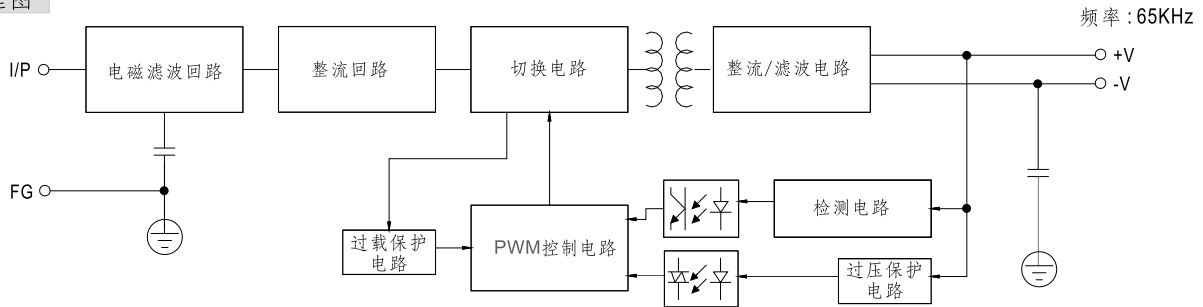 图
频率 : 65KHz
I/P
电磁滤波回路
整流回路
切换电路
整流/滤波电路
+V
-V
FG
过载保护
电路
PWM控制电路
检测电路
过压保护
电路